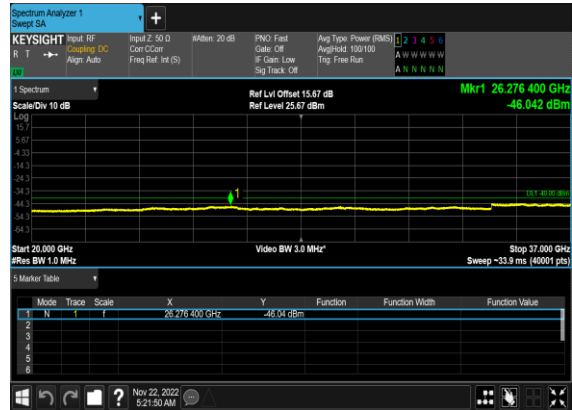 Spectrum Analyzer 1
Swept SA
+
KEYSIGHT Input: RF Input Z: 50 Ω #Atten: 20 dB PNO: Fast Avg Type: Power (RMS) 1 2 3 4 5 6
R T Coupling: DC Corr CCorr Gate: Off Avg|Hold: 100/100 A W W W W W
Align: Auto Freq Ref: Int (S) IF Gain: Low Trig: Free Run A N N N N N
Sig Track: Off
1 Spectrum Ref Lvl Offset 15.67 dB Mkr1 26.276 400 GHz
Scale/Div 10 dB Ref Level 25.67 dBm -46.042 dBm
Log
15.7
5.67
-4.33
-14.3
-24.3
-34.3 1 DL1 -40.00 dBm
-44.3
-54.3
-64.3
Start 20.000 GHz Video BW 3.0 MHz* Stop 37.000 GHz
#Res BW 1.0 MHz Sweep ~33.9 ms (40001 pts)
5 Marker Table
Mode Trace Scale X Y Function Function Width Function Value
1 N 1 f 26.276 400 GHz -46.04 dBm
2
3
4
5
6
? Nov 22, 2022
5:21:50 AM